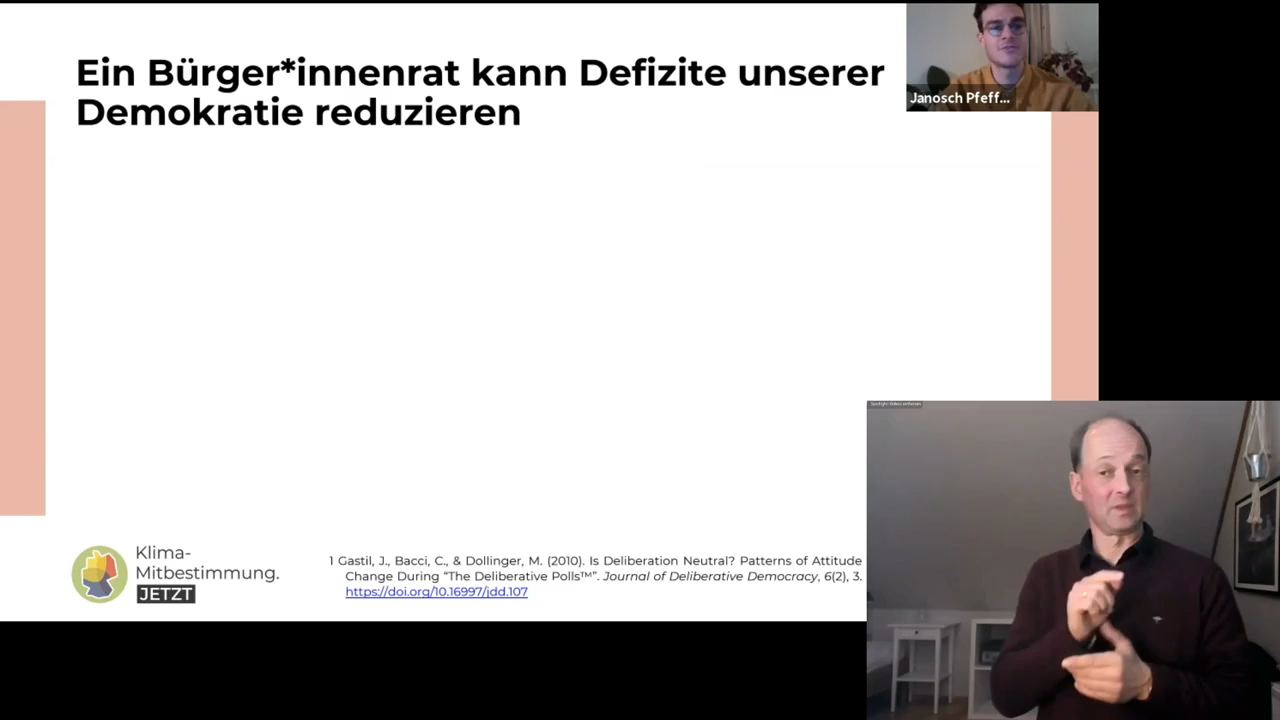 Ein Bürger*innenrat kann Defizite unserer
Demokratie reduzieren
Janosch Pfeff...
Klima-
Mitbestimmung.
JETZT
1 Gastil, J., Bacci, C., & Dollinger, M. (2010). Is Deliberation Neutral? Patterns of Attitude
Change During “The Deliberative Polls™”. Journal of Deliberative Democracy, 6(2), 3.
https://doi.org/10.16997/jdd.107